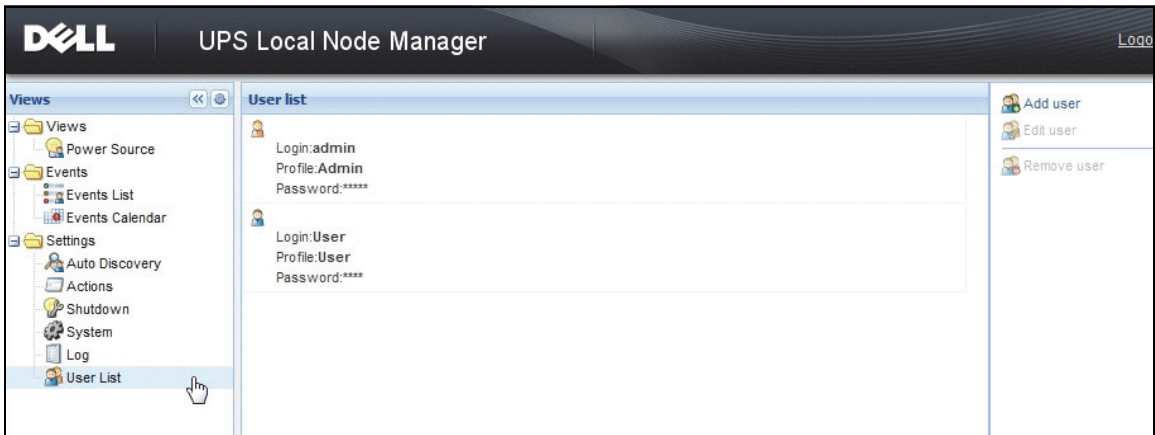 DELL
UPS Local Node Manager
Logo
Views
Views
Power Source
Events
Events List
Events Calendar
Settings
Auto Discovery
Actions
Shutdown
System
Log
User List
User list
Login:admin
Profile:Admin
Password:*****
Login:User
Profile:User
Password:****
Add user
Edit user
Remove user